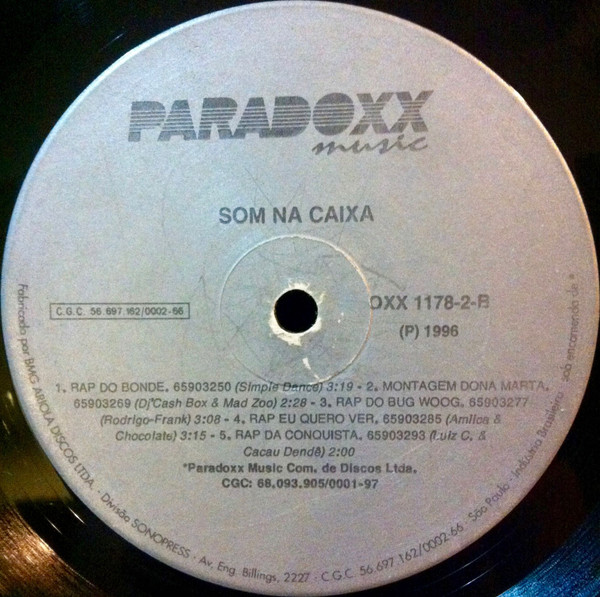 PARADOXX
music
SOM NA CAIXA
C.G.C. 56.697.162/0002-66
OXX 1178-2-B
(P) 1996
1. RAP DO BONDE. 65903250 (Simple Dance) 3:19 - 2. MONTAGEM DONA MARTA.
65903269 (Dj"Cash Box & Mad Zoo) 2:28 - 3. RAP DO BUG WOOG. 65903277
(Rodrigo-Frank) 3:08 - 4. RAP EU QUERO VER. 65903285 (Amilca &
Chocolate) 3:15 - 5. RAP DA CONQUISTA. 65903293 (Luiz C. &
Cacau Dendê) 2:00
*Paradoxx Music Com. de Discos Ltda.
CGC: 68.093.905/0001-97
Fabricado por BMG ARIOLA DISCOS LTDA. - Divisão SONOPRESS - Av. Eng. Billings, 2227 - C.G.C. 56.697.162/0002-66 - São Paulo - Indústria Brasileira - sob encomenda de *